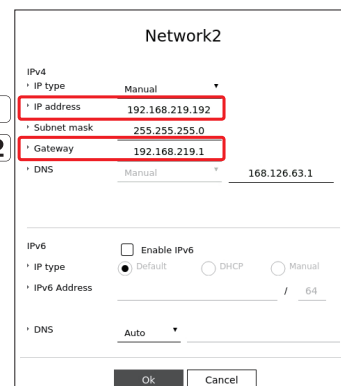 Network2
IPv4
IP type Manual
IP address 192.168.219.192
Subnet mask 255.255.255.0
2
Gateway 192.168.219.1
DNS Manual 168.126.63.1
IPv6 Enable IPv6
IP type Default DHCP Manual
IPv6 Address / 64
DNS Auto
Ok Cancel